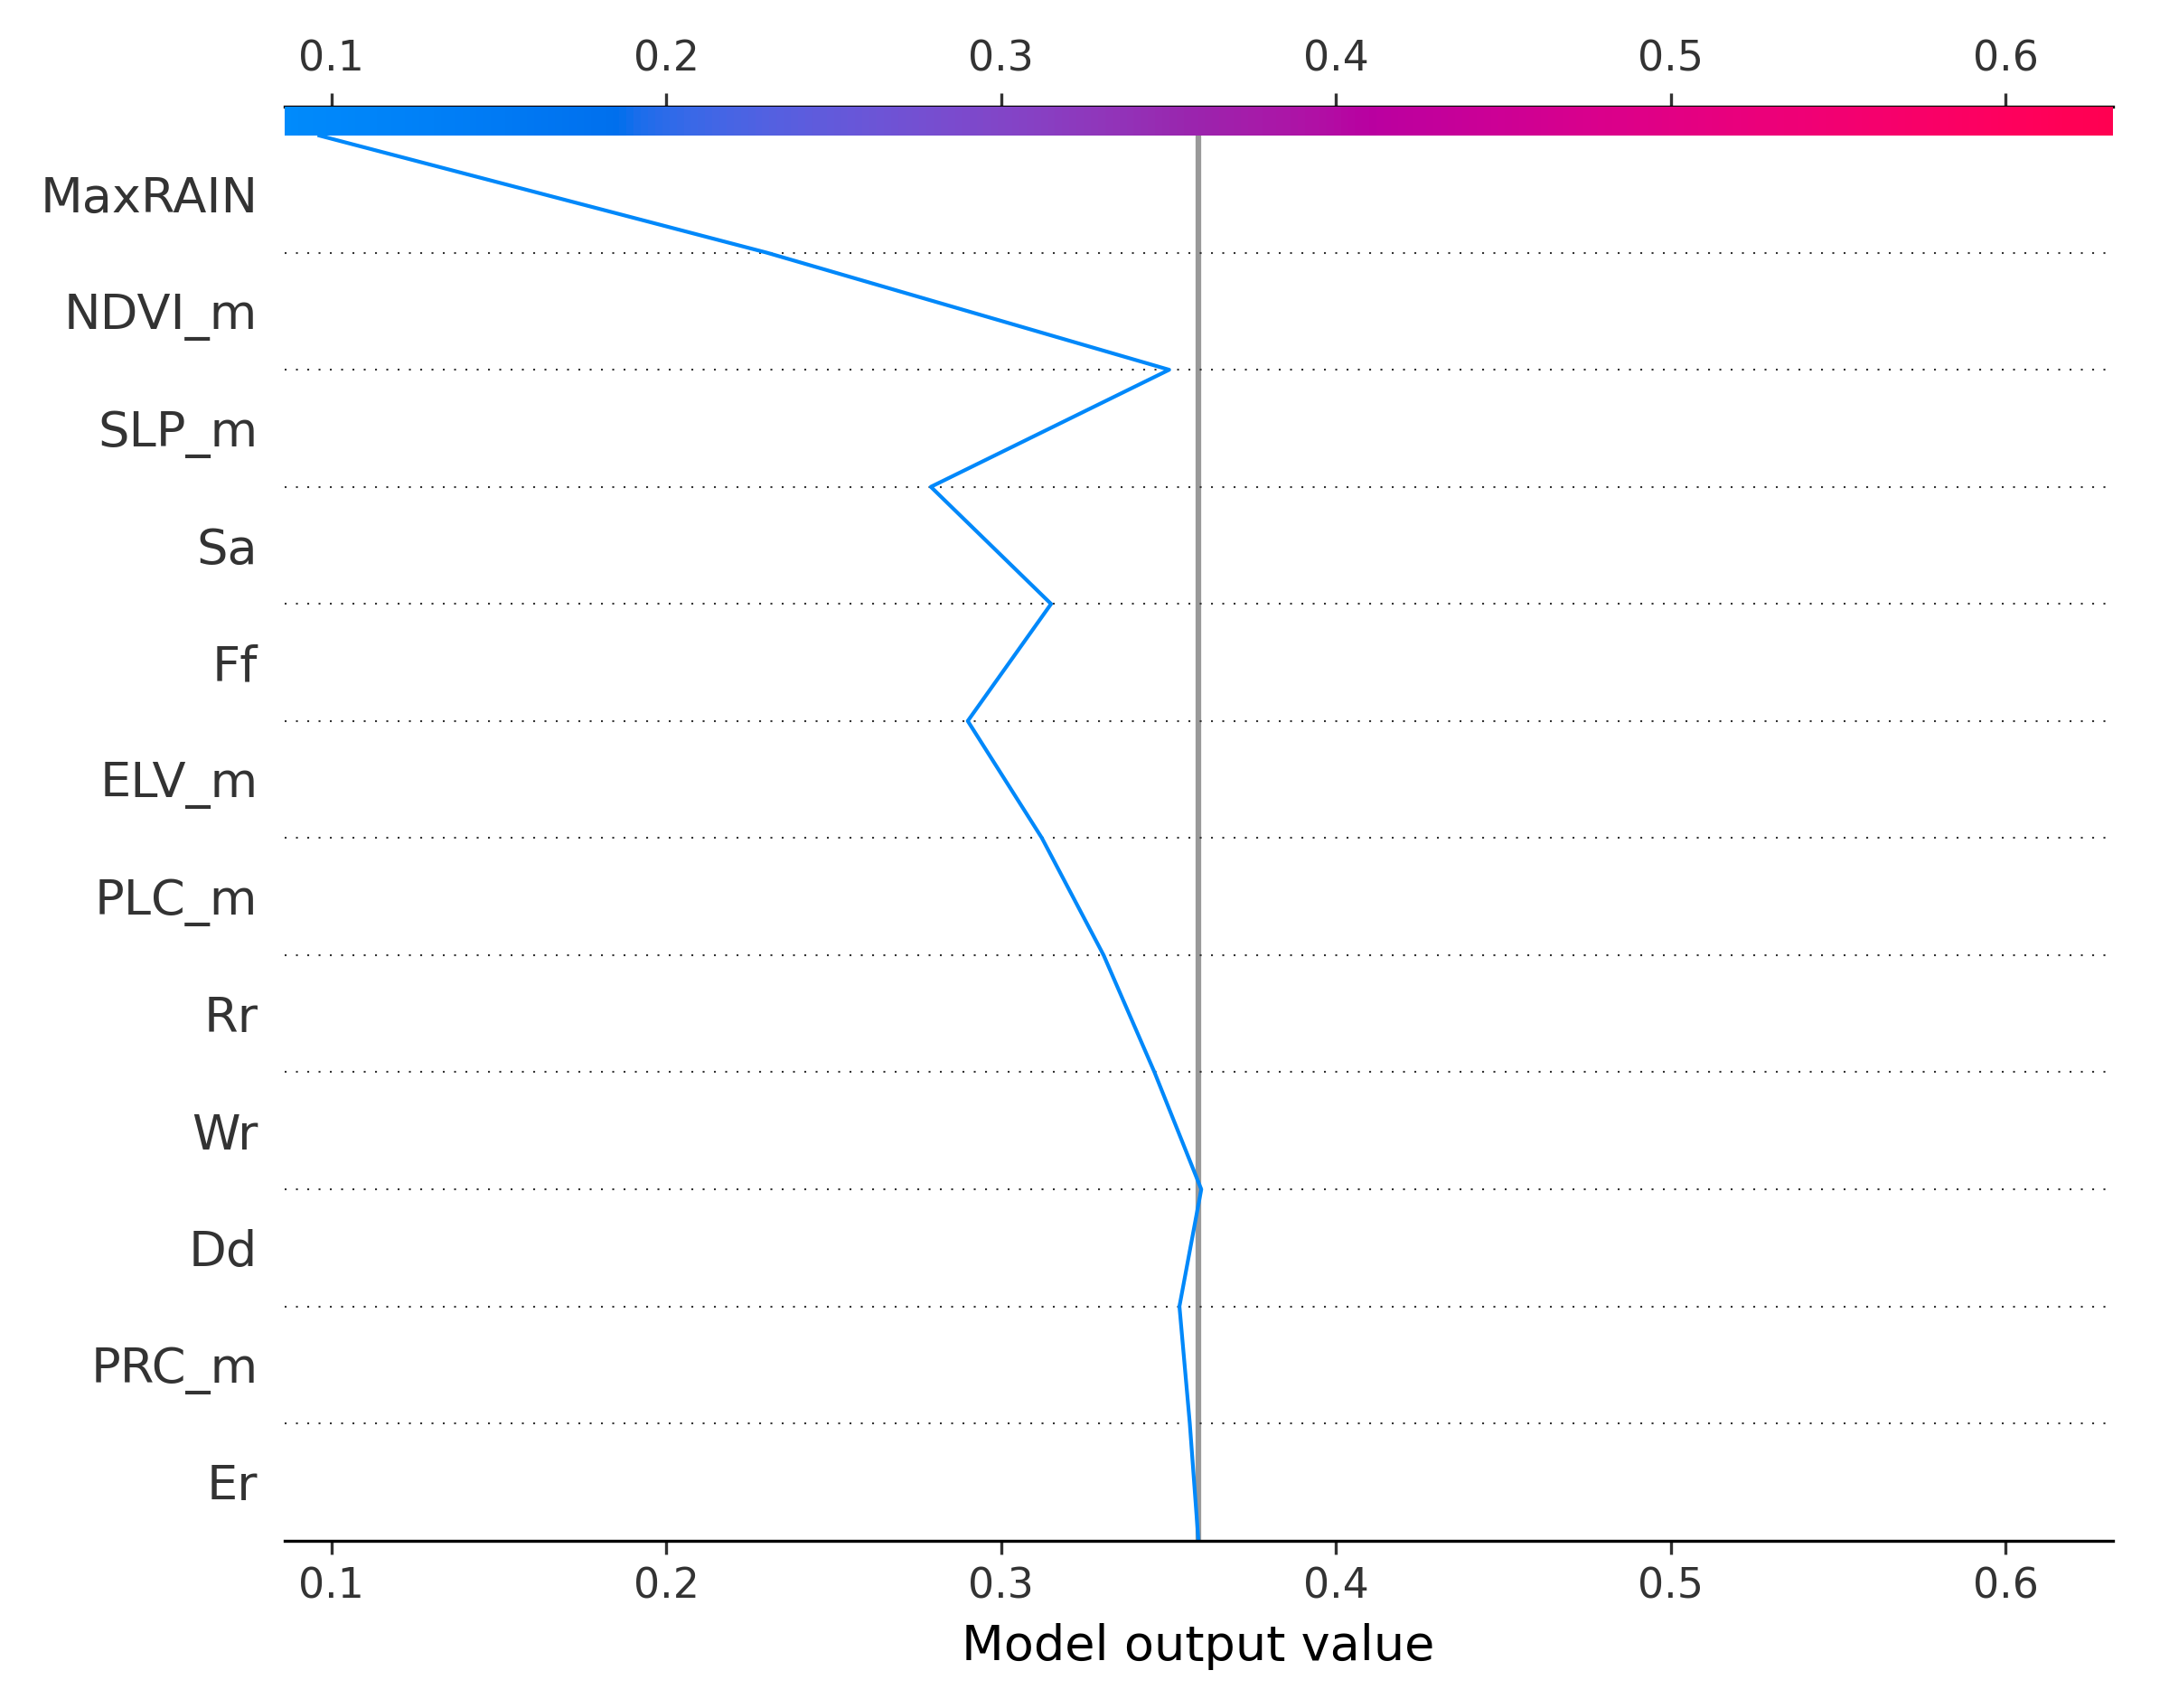 0.1 0.2 0.3 0.4 0.5 0.6
MaxRAIN
NDVI_m
SLP_m
Sa
Ff
ELV_m
PLC_m
Rr
Wr
Dd
PRC_m
Er
0.1 0.2 0.3 0.4 0.5 0.6
Model output value